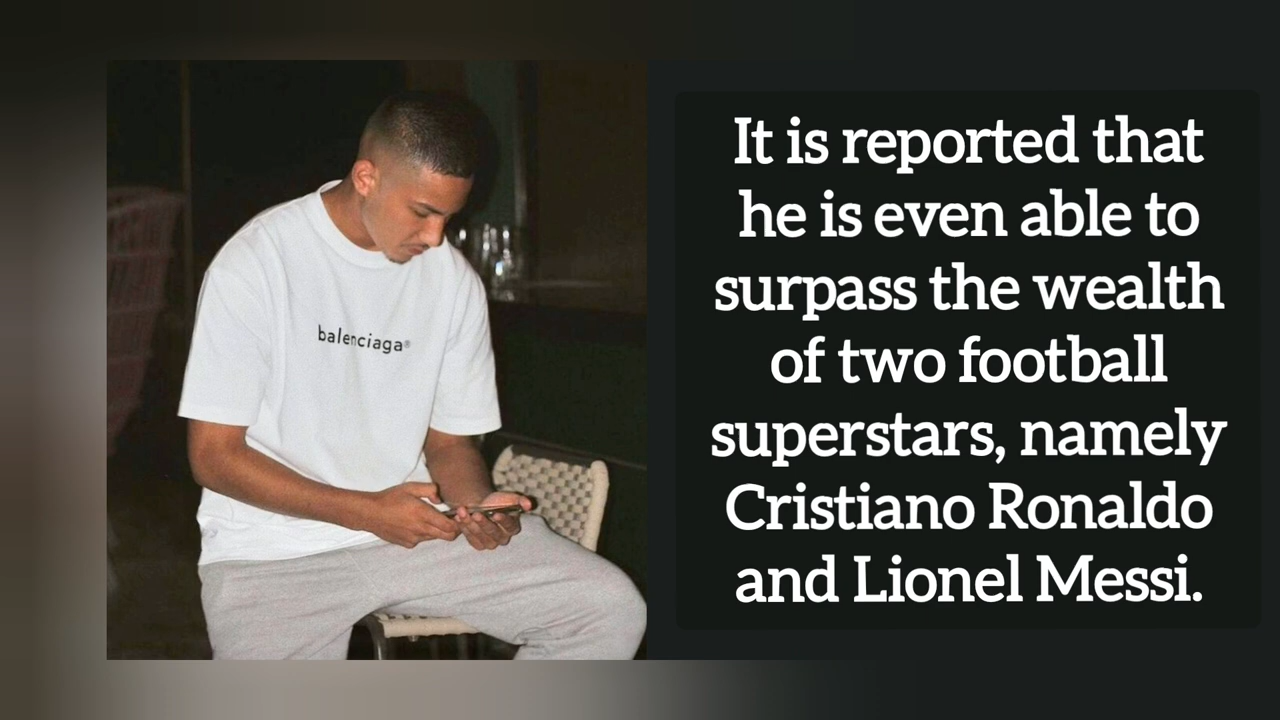 balenciaga®
It is reported that
he is even able to
surpass the wealth
of two football
superstars, namely
Cristiano Ronaldo
and Lionel Messi.